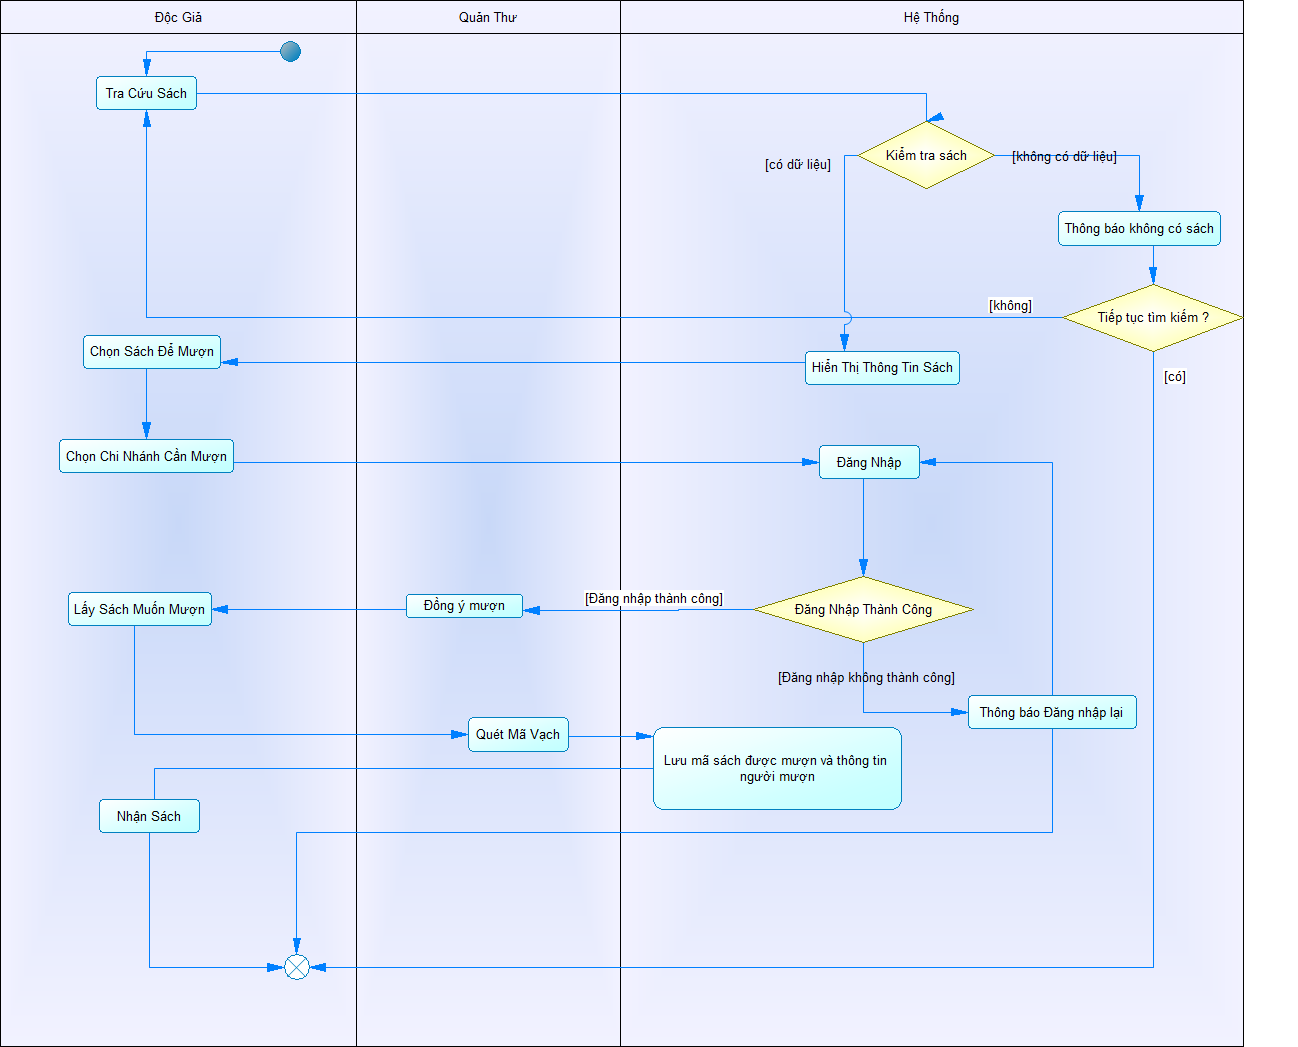 Độc Giả
Quản Thư
Hệ Thống
Tra Cứu Sách
Kiểm tra sách
[có dữ liệu]
[không có dữ liệu]
Thông báo không có sách
[không]
Tiếp tục tìm kiếm ?
Chọn Sách Để Mượn
Hiển Thị Thông Tin Sách
[có]
Chọn Chi Nhánh Cần Mượn
Đăng Nhập
Lấy Sách Muốn Mượn
Đồng ý mượn
[Đăng nhập thành công]
Đăng Nhập Thành Công
[Đăng nhập không thành công]
Thông báo Đăng nhập lại
Quét Mã Vạch
Lưu mã sách được mượn và thông tin
người mượn
Nhận Sách